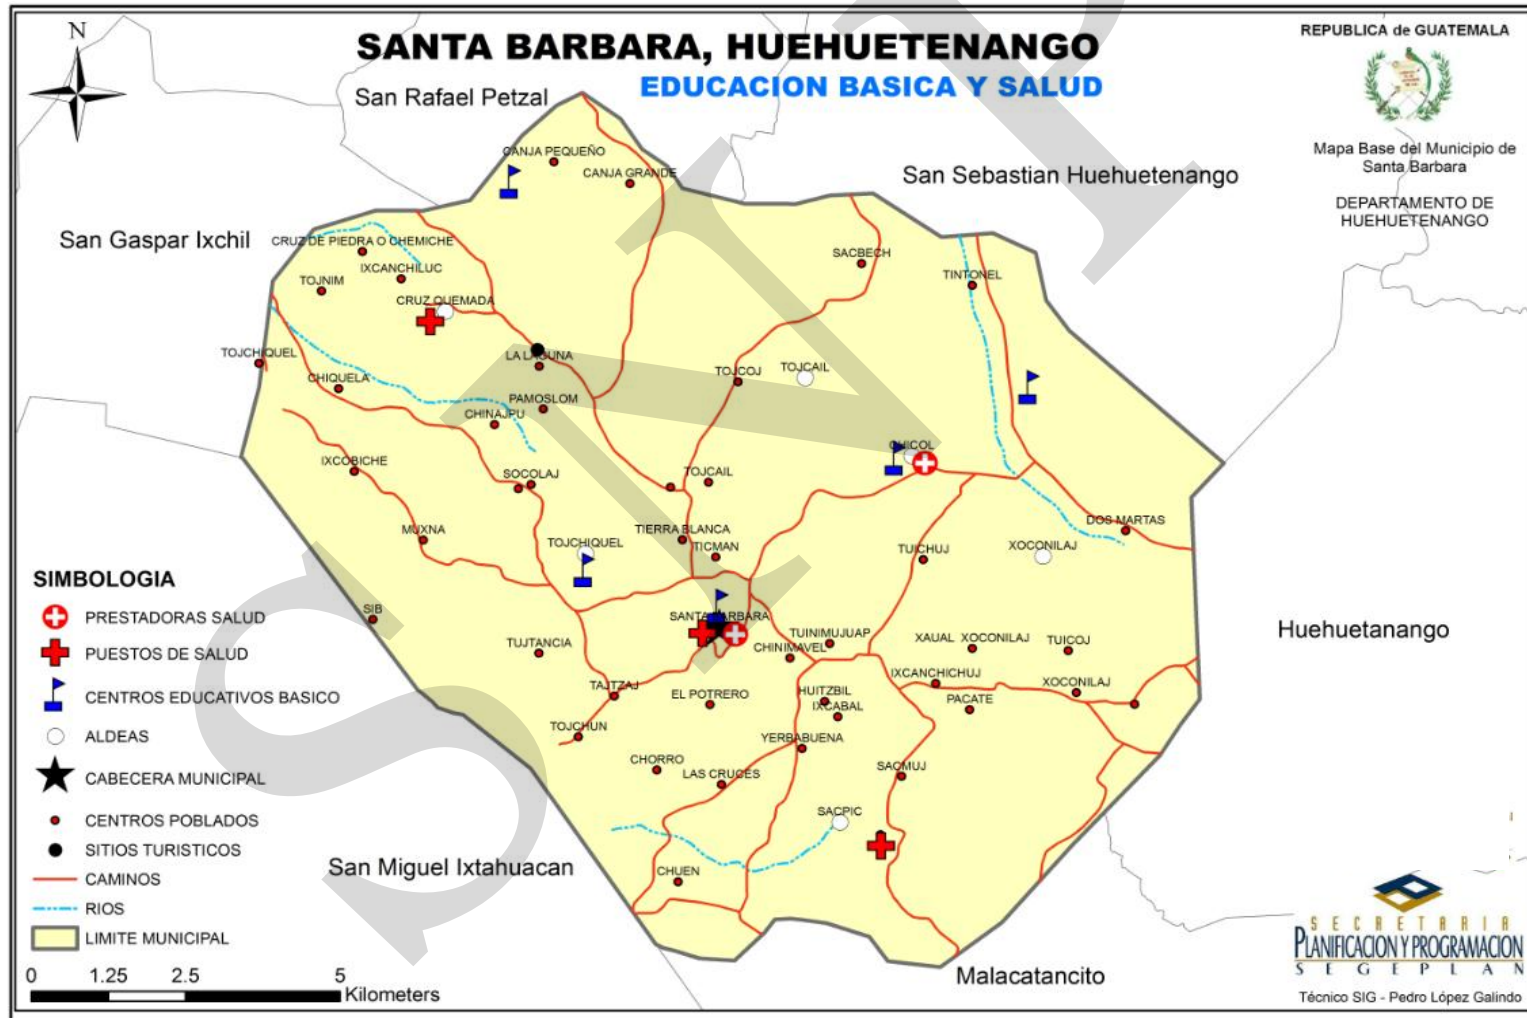 N
SANTA BARBARA, HUEHUETENANGO
EDUCACION BASICA Y SALUD
REPUBLICA de GUATEMALA
Mapa Base del Municipio de
Santa Barbara
DEPARTAMENTO DE
HUEHUETENANGO
San Rafael Petzal
San Sebastian Huehuetenango
San Gaspar Ixchil
CANJA PEQUEÑO
CANJA GRANDE
CRUZ DE PIEDRA O CHEMICHE
IXCANCHILUC
TOJNIM
CRUZ QUEMADA
SACBECH
TINTONEL
TOJCHIQUEL
LA LAGUNA
CHIQUELA
TOJCOJ
TOJCAIL
PAMOSLOM
CHINAJPU
CHICOL
IXCOBICHE
SOCOLAJ
TOJCAIL
MUXNA
TOJCHIQUEL
TIERRA BLANCA
TICMAN
TUICHUJ
XOCONILAJ
DOS MARTAS
SIB
SANTA BARBARA
TUJTANCIA
TUINIMUJUAP
CHINIMAVEL
XAUAL XOCONILAJ
TUICOJ
TAJTZAJ
EL POTRERO
HUITZBIL
IXCABAL
IXCANCHICHUJ
PACATE
XOCONILAJ
TOJCHUN
YERBABUENA
CHORRO
LAS CRUCES
SACMUJ
SACPIC
CHUEN
Huehuetanango
San Miguel Ixtahuacan
Malacatancito
SIMBOLOGIA
PRESTADORAS SALUD
PUESTOS DE SALUD
CENTROS EDUCATIVOS BASICO
ALDEAS
CABECERA MUNICIPAL
CENTROS POBLADOS
SITIOS TURISTICOS
CAMINOS
RIOS
LIMITE MUNICIPAL
0 1.25 2.5 5
Kilometers
SECRETARIA
PLANIFICACION Y PROGRAMACION
SEGEPLAN
Técnico SIG - Pedro López Galindo
SNP